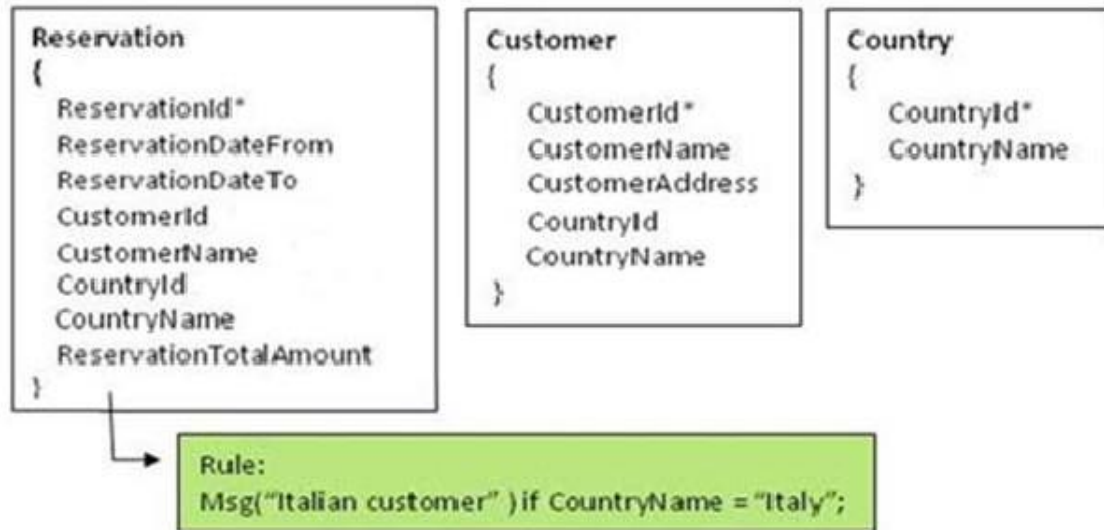 Reservation
{
ReservationId*
ReservationDateFrom
ReservationDateTo
CustomerId
CustomerName
CountryId
CountryName
ReservationTotalAmount
}
Customer
{
CustomerId*
CustomerName
CustomerAddress
CountryId
CountryName
}
Country
{
CountryId*
CountryName
}
Rule:
Msg(“Italian customer” )if CountryName =“Italy”;